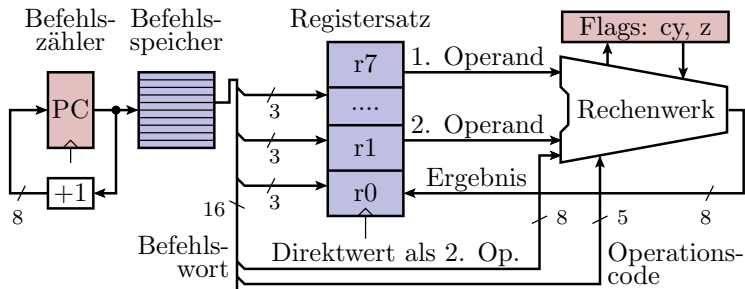 Befehls-
zähler
Befehls-
speicher
Registersatz
Flags: cy, z
PC
+1
8
16
3
3
3
r7
....
r1
r0
1. Operand
2. Operand
Ergebnis
Rechenwerk
8
5
8
Befehls-
wort
Direktwert als 2. Op.
Operations-
code